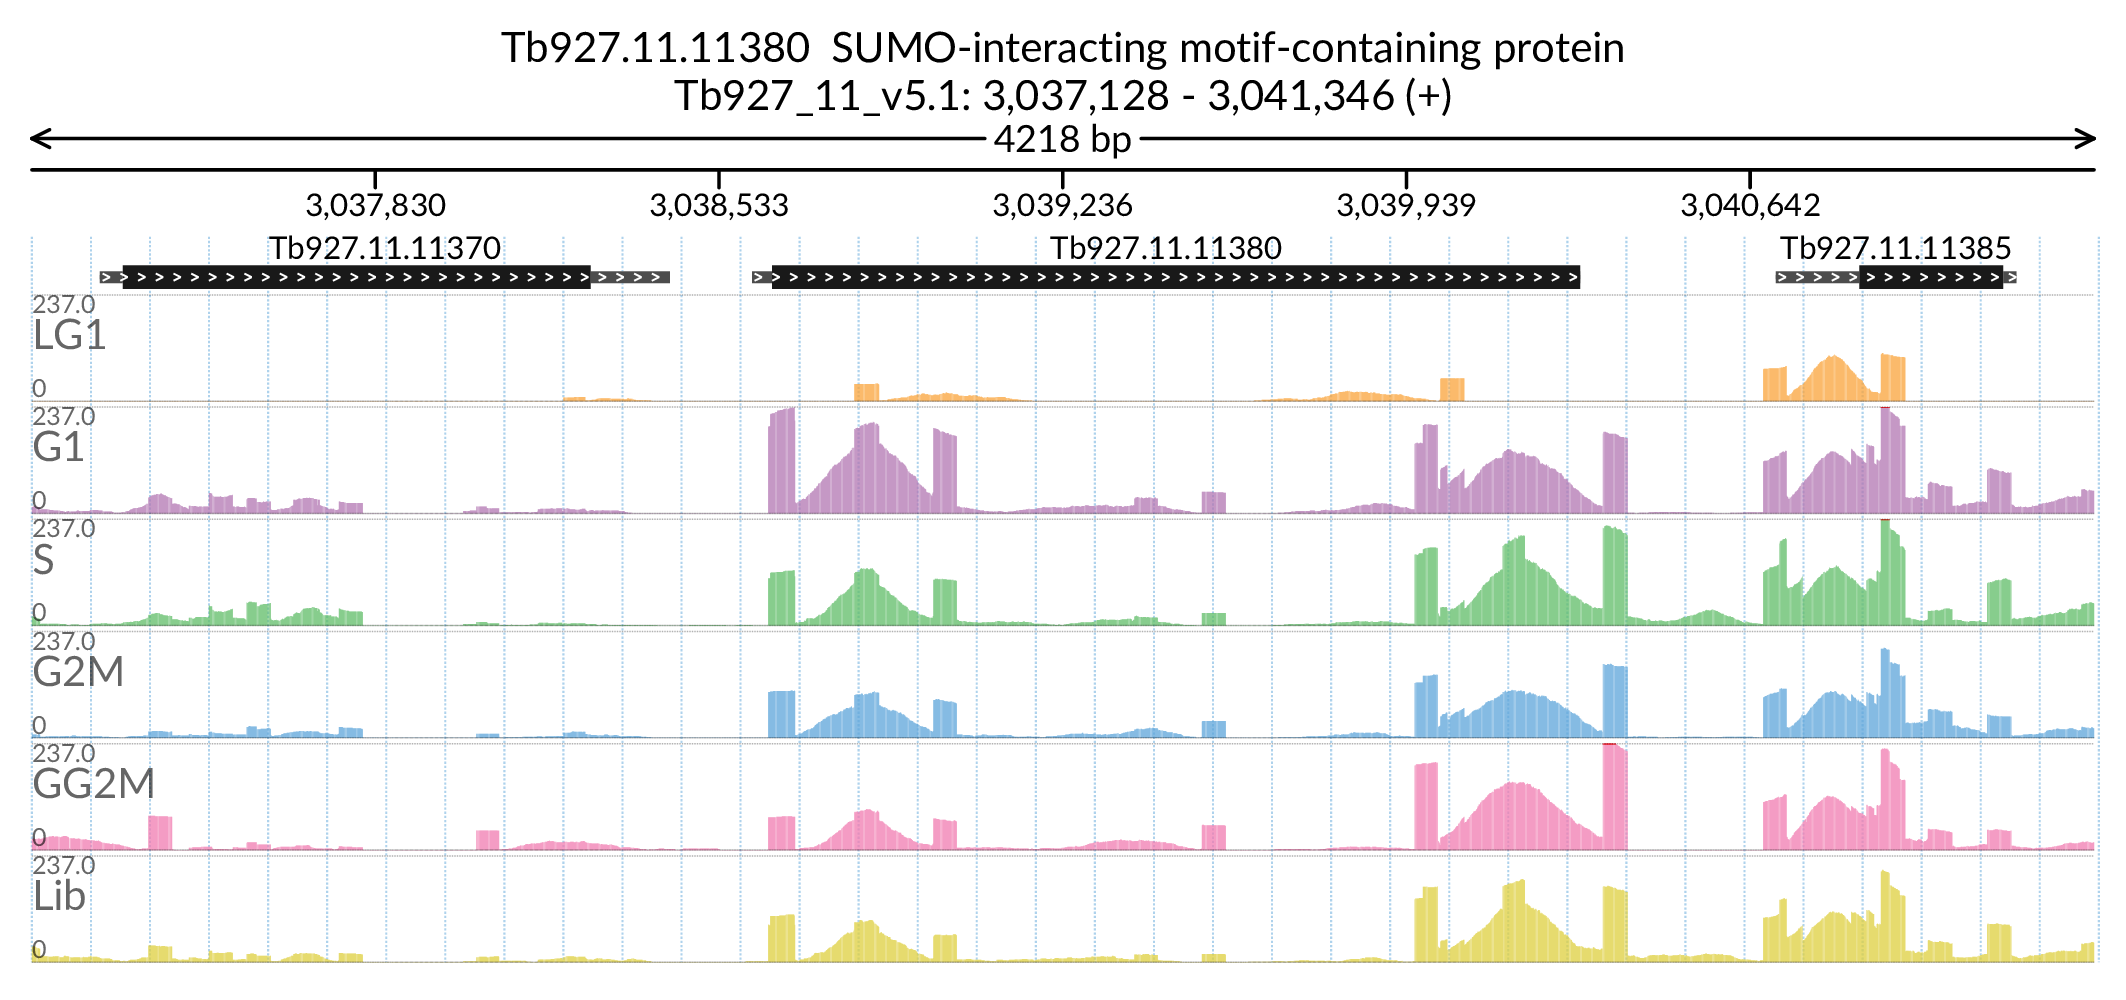 Tb927.11.11380  SUMO-interacting motif-containing protein
Tb927_11_v5.1: 3,037,128 - 3,041,346 (+)
4218 bp
3,037,830 3,038,533 3,039,236 3,039,939 3,040,642
Tb927.11.11370 Tb927.11.11380 Tb927.11.11385
237.0
LG1
0
237.0
G1
0
237.0
S
0
237.0
G2M
0
237.0
GG2M
0
237.0
Lib
0